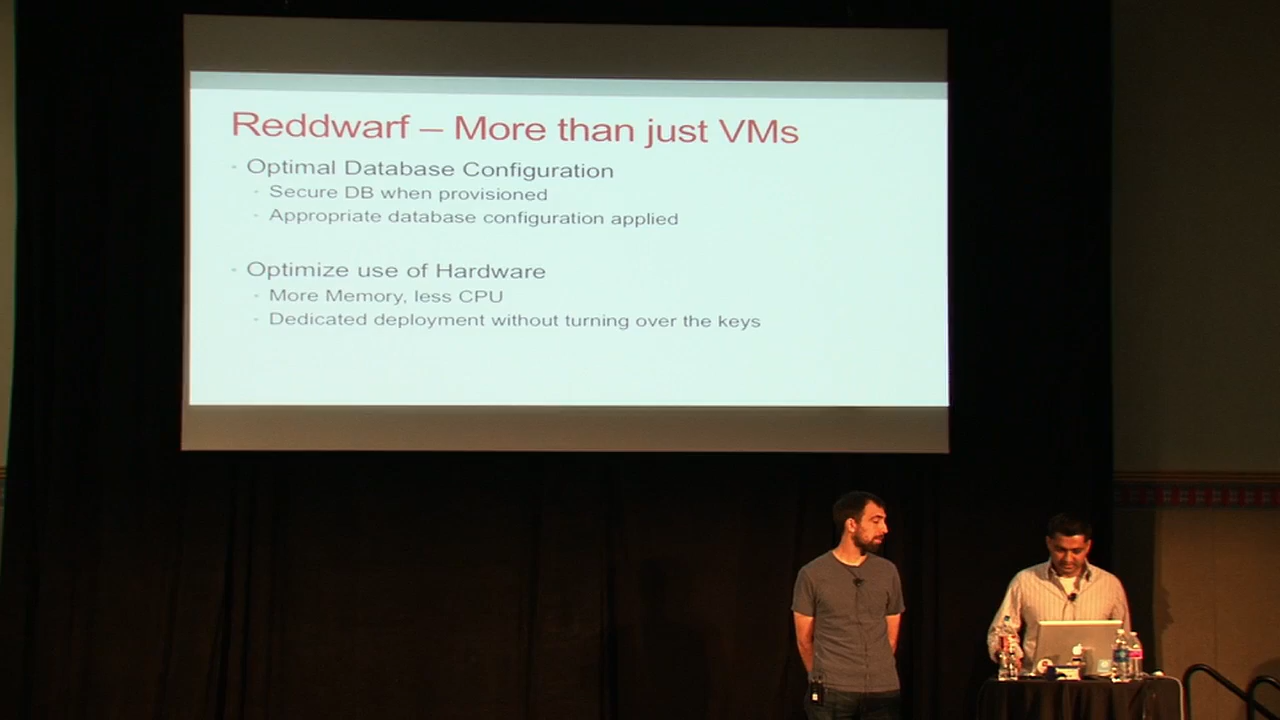 Reddwarf – More than just VMs
Optimal Database Configuration
Secure DB when provisioned
Appropriate database configuration applied
Optimize use of Hardware
More Memory, less CPU
Dedicated deployment without turning over the keys